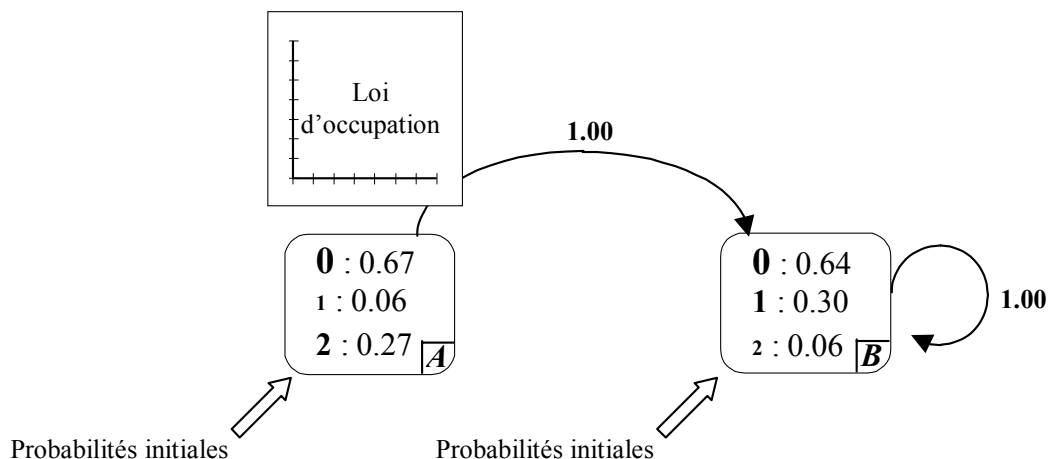 Loi
d'occupation
1.00
0 : 0.67
1 : 0.06
2 : 0.27
A
0 : 0.64
1 : 0.30
2 : 0.06
B
1.00
Probabilités initiales
Probabilités initiales